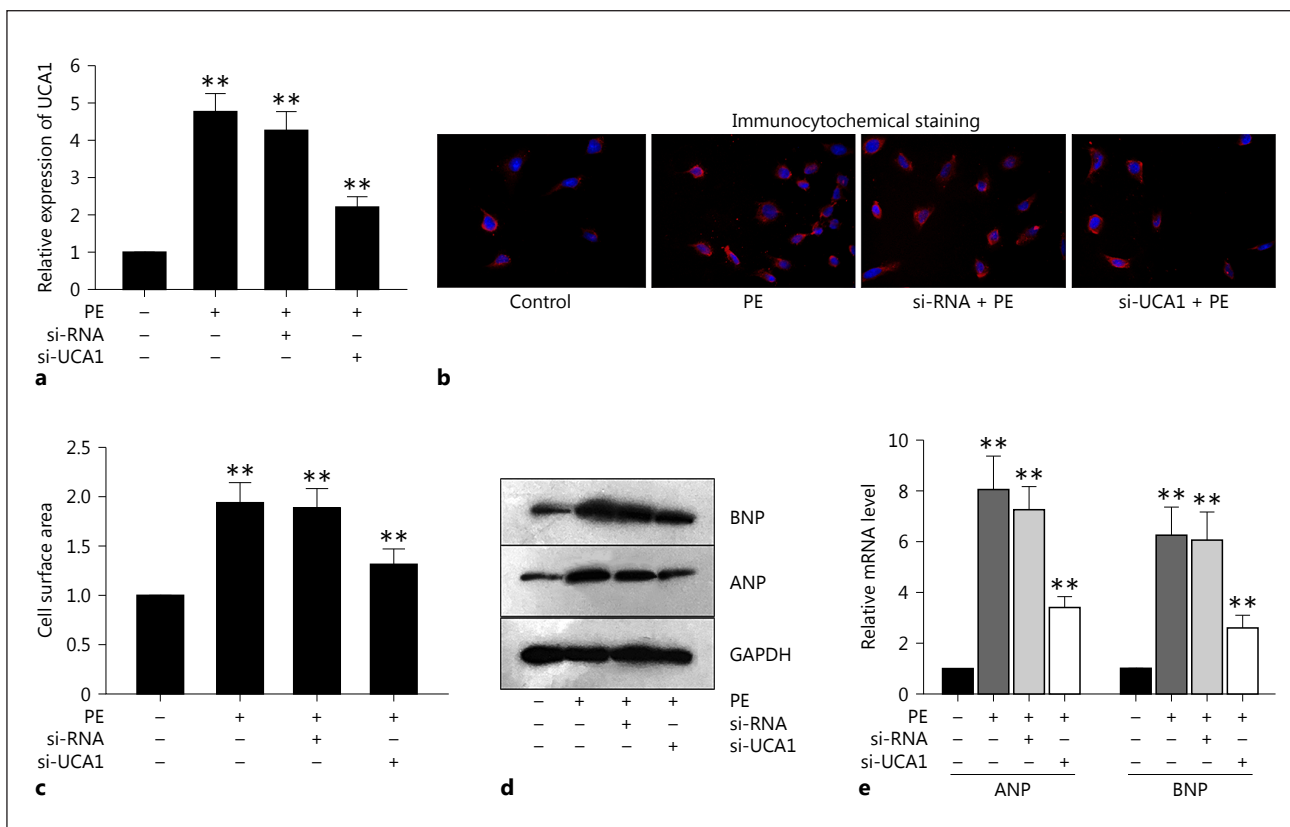 Relative expression of UCA1
6
5
4
3
2
1
0
**
**
**
PE – + + +
si-RNA – – + –
si-UCA1 – – – +
a
Immunocytochemical staining
Control PE si-RNA + PE si-UCA1 + PE
b
Cell surface area
2.5
2.0
1.5
1.0
0.5
0
**
**
**
PE – + + +
si-RNA – – + –
si-UCA1 – – – +
c
BNP
ANP
GAPDH
– + + + PE
– – + – si-RNA
– – – + si-UCA1
d
Relative mRNA level
10
8
6
4
2
0
**
**
**
**
**
**
PE – + + + – + + +
si-RNA – – + – – – + –
si-UCA1 – – – + – – – +
ANP BNP
e